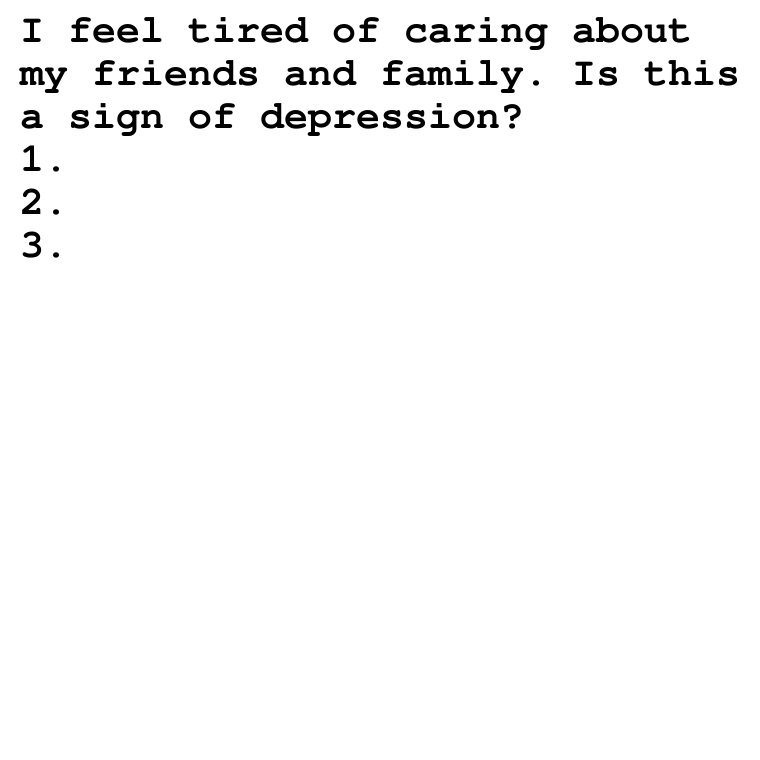 I feel tired of caring about
my friends and family. Is this
a sign of depression?
1.
2.
3.